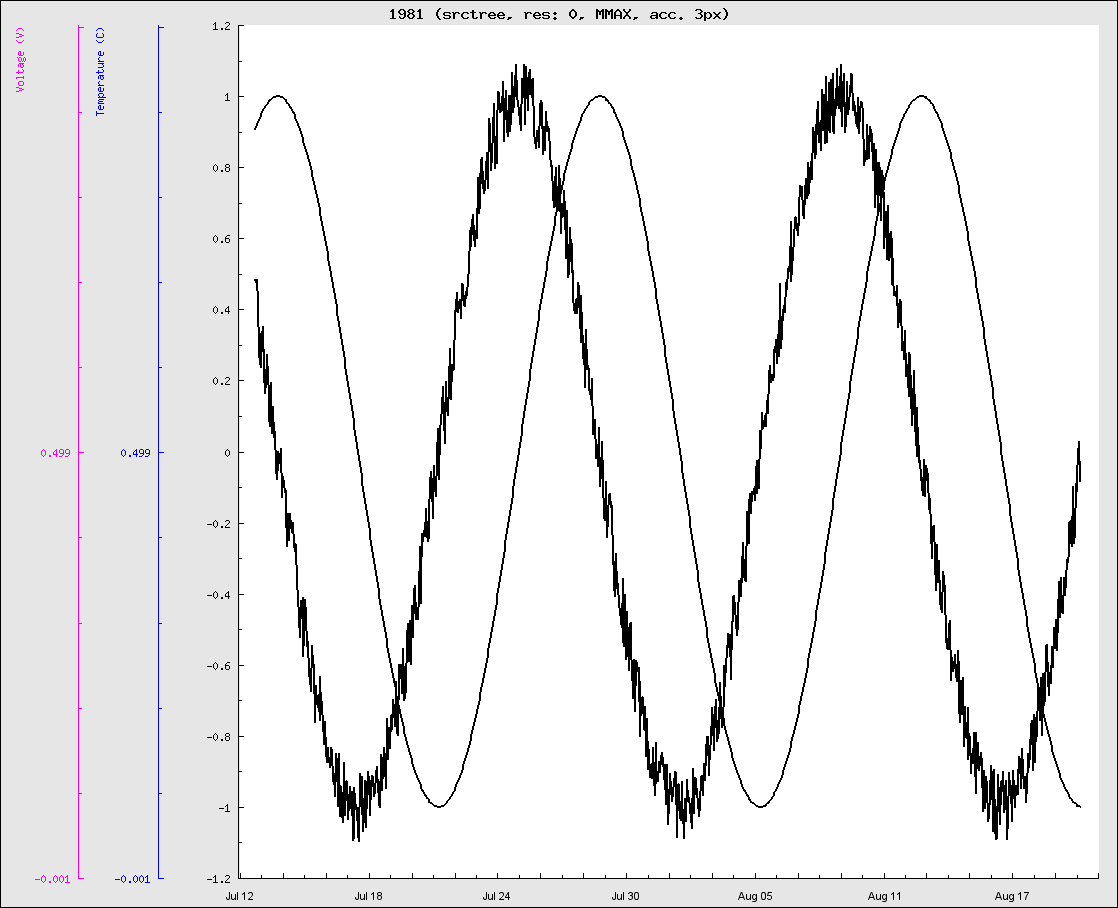 1981 (srctree, res: 0, MMAX, acc. 3px)
Voltage (V)
Temperature (C)
1.2
1
0.8
0.6
0.4
0.2
0.499
0.499
0
-0.2
-0.4
-0.6
-0.8
-1
-0.001
-0.001
-1.2
Jul 12
Jul 18
Jul 24
Jul 30
Aug 05
Aug 11
Aug 17